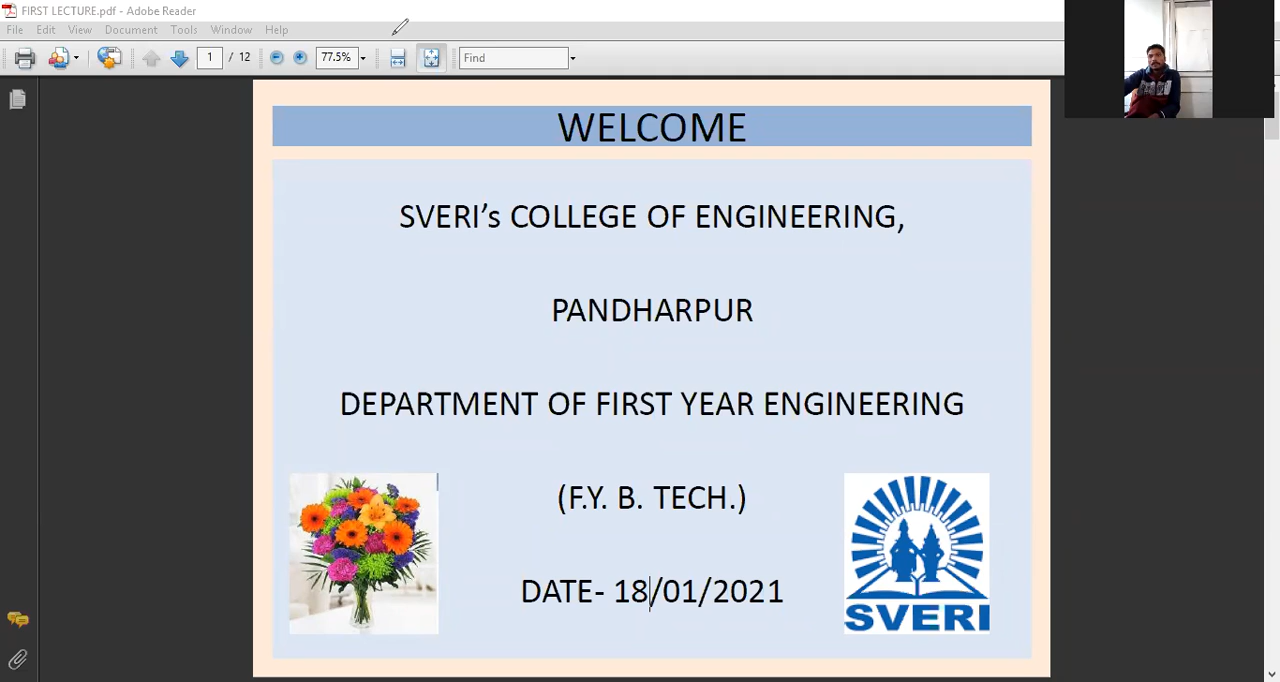 FIRST LECTURE.pdf - Adobe Reader
File Edit View Document Tools Window Help
1 / 12 77.5% Find
WELCOME
SVERI’s COLLEGE OF ENGINEERING,
PANDHARPUR
DEPARTMENT OF FIRST YEAR ENGINEERING
(F.Y. B. TECH.)
DATE- 18/01/2021
SVERI